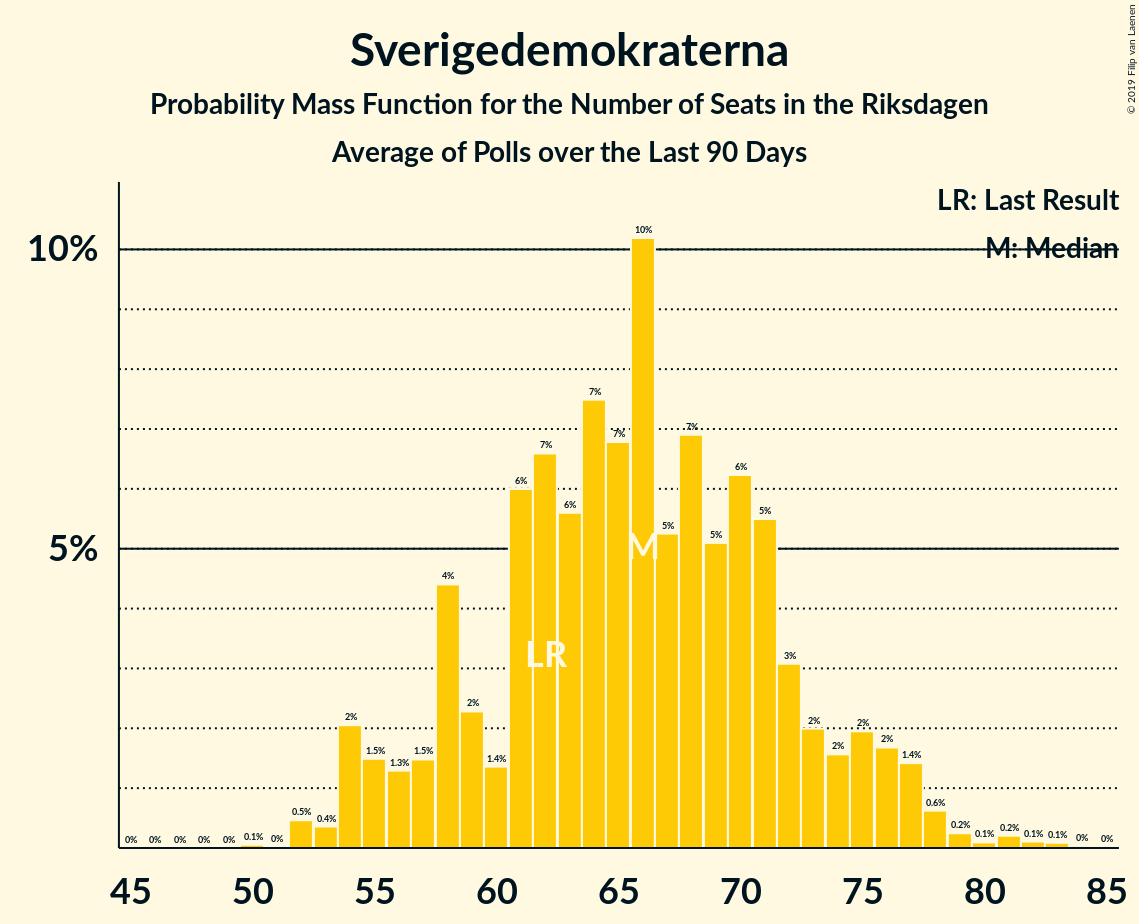 Sverigedemokraterna
Probability Mass Function for the Number of Seats in the Riksdagen
Average of Polls over the Last 90 Days
© 2019 Filip van Laenen
LR: Last Result
M: Median
10%
5%
0% 0% 0% 0% 0% 0.1% 0% 0.5% 0.4% 2% 1.5% 1.3% 1.5% 4% 2% 1.4% 6% 7% 6% 7% 7% 10% 5% 7% 5% 6% 5% 3% 2% 2% 2% 2% 1.4% 0.6% 0.2% 0.1% 0.2% 0.1% 0.1% 0% 0%
M
LR
45 50 55 60 65 70 75 80 85